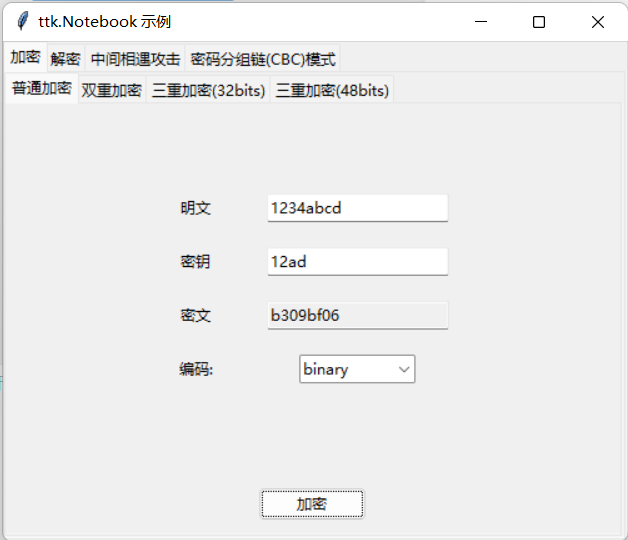 ttk.Notebook 示例
加密 解密 中间相遇攻击 密码分组链(CBC)模式
普通加密 双重加密 三重加密(32bits) 三重加密(48bits)
明文 1234abcd
密钥 12ad
密文 b309bf06
编码: binary
加密